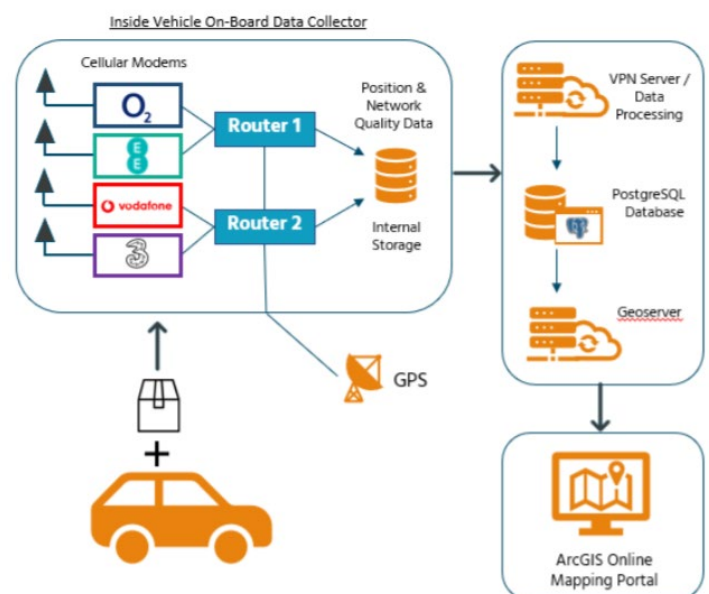 Inside Vehicle On-Board Data Collector
Cellular Modems
O2
EE
vodafone
3
Router 1
Router 2
Position &
Network
Quality Data
Internal
Storage
GPS
+
VPN Server /
Data
Processing
PostgreSQL
Database
Geoserver
ArcGIS Online
Mapping Portal